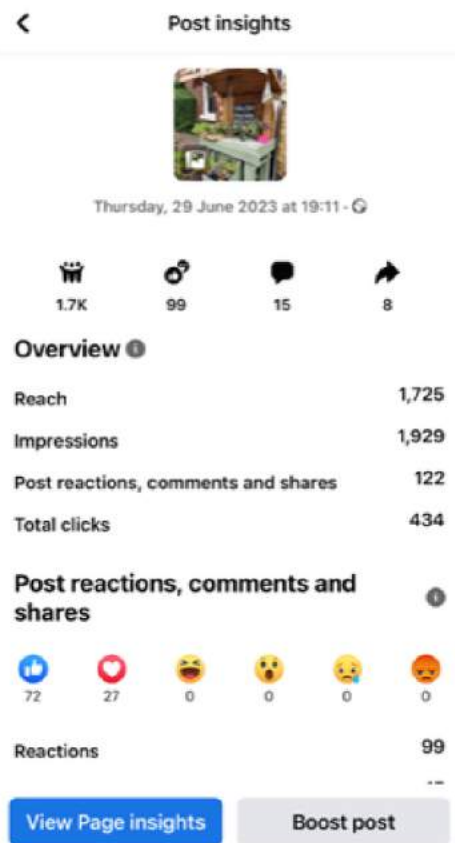 Post insights
Thursday, 29 June 2023 at 19:11 -
1.7K 99 15 8
Overview
Reach 1,725
Impressions 1,929
Post reactions, comments and shares 122
Total clicks 434
Post reactions, comments and
shares
72 27 0 0 0 0
Reactions 99
View Page insights Boost post